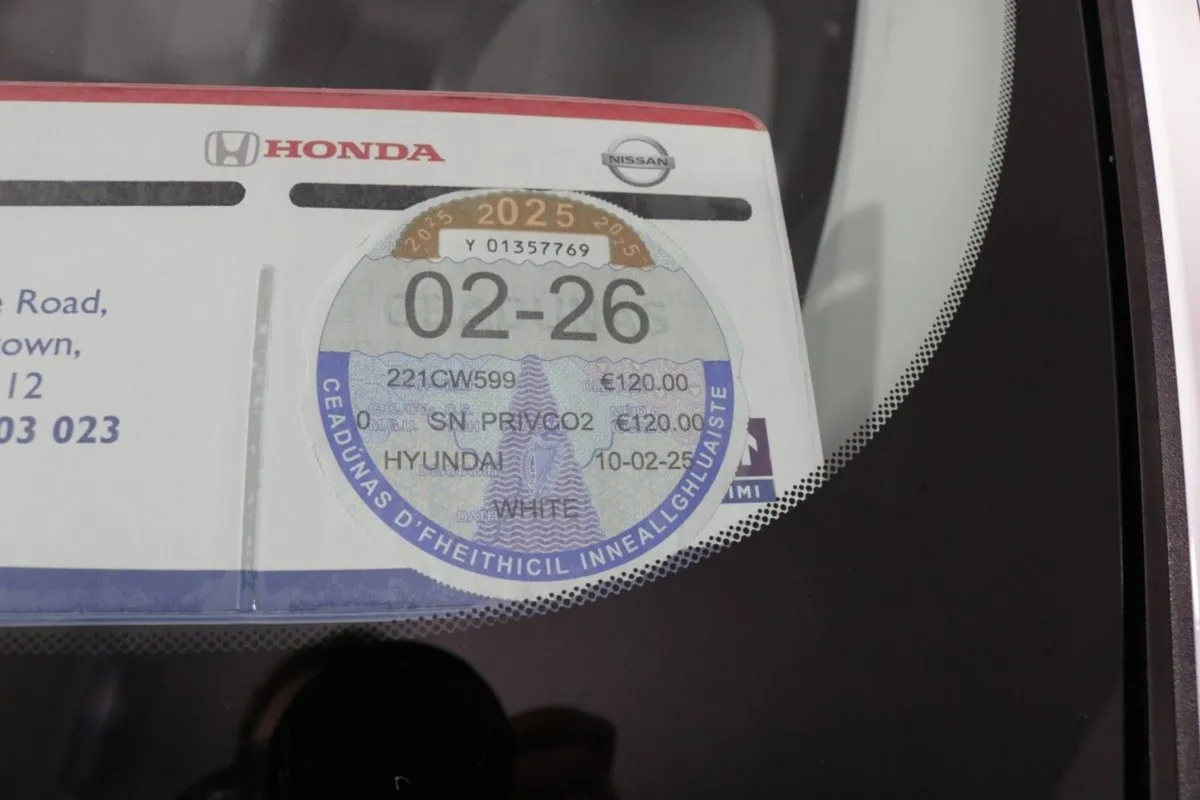 HONDA
NISSAN
Road,
12
03 023
2025 2025 2025
Y 01357769
02-26
221CW599 €120.00
0 SN PRIVCO2 €120.00
HYUNDAI 10-02-25
WHITE
CEADÚNAS D'FHEITHICIL INNEALLGHLUAISTE